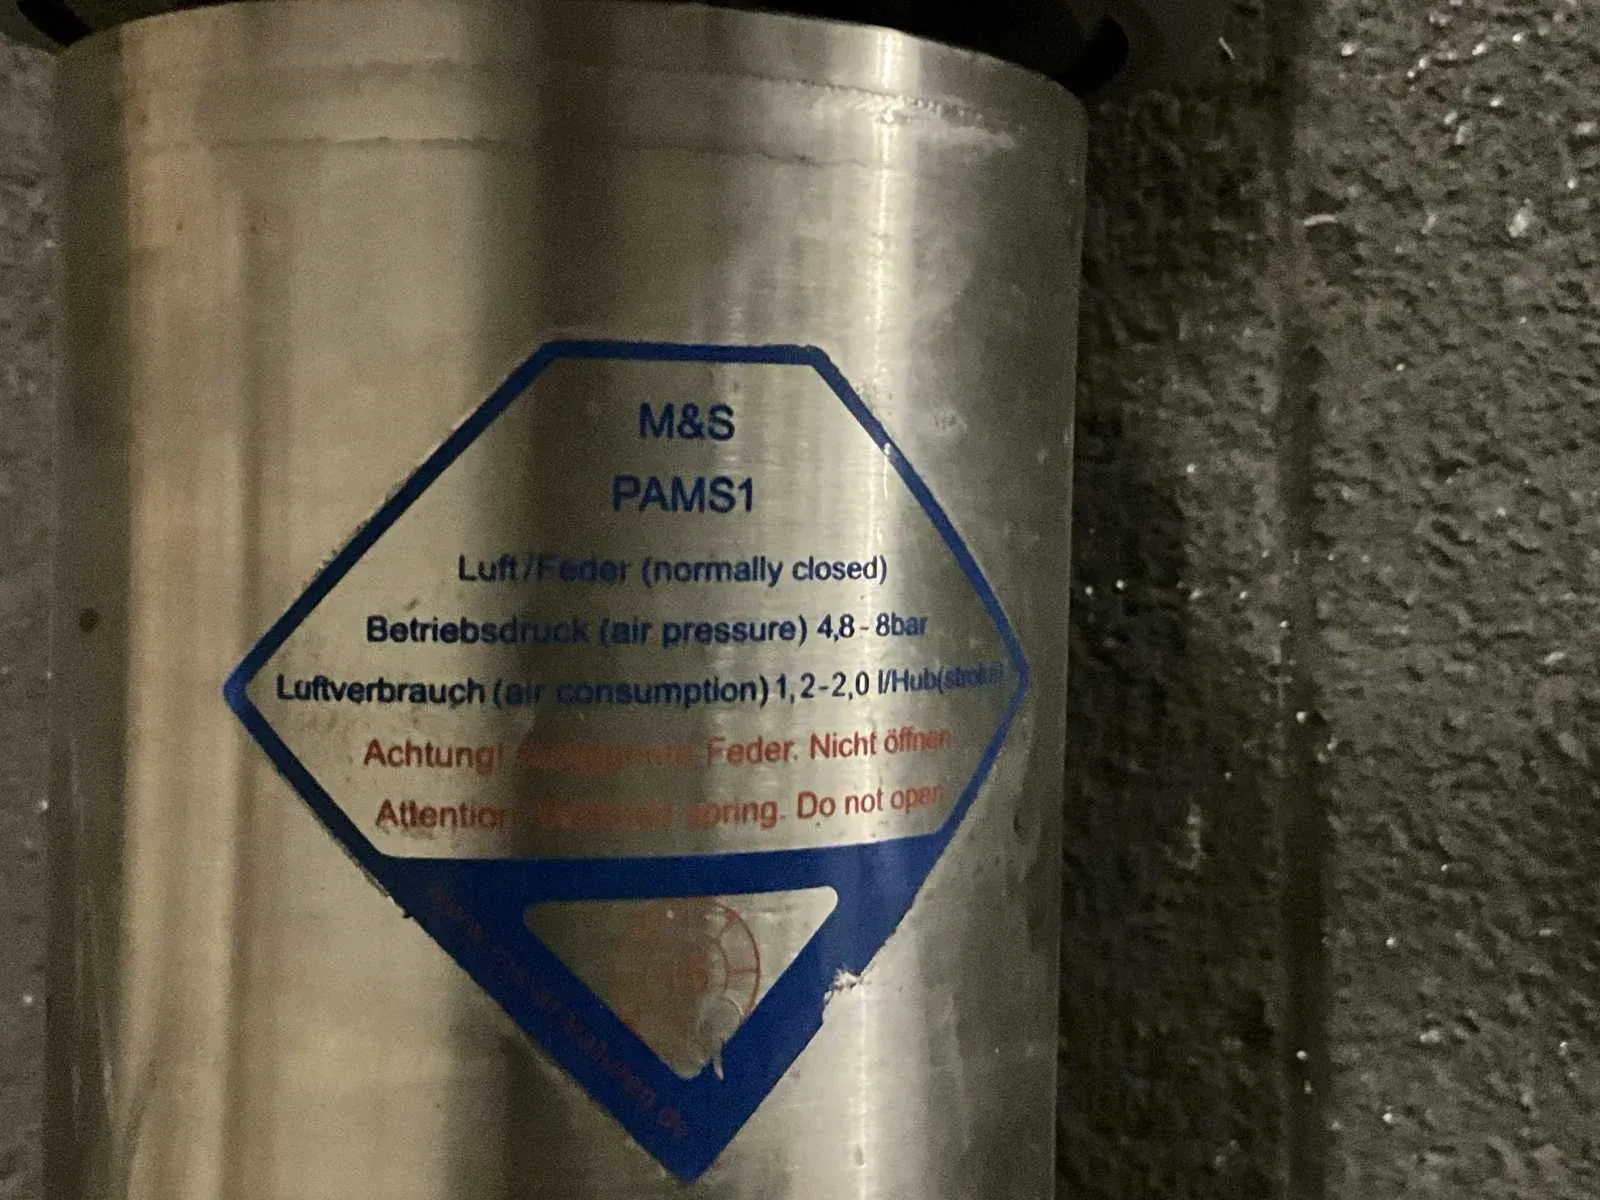 M&S
PAMS1
Luft/Feder (normally closed)
Betriebsdruck (air pressure) 4,8-8bar
Luftverbrauch (air consumption) 1,2-2,0 l/Hub(stroke)
Achtung! Feder. Nicht öffnen
Attention spring. Do not open